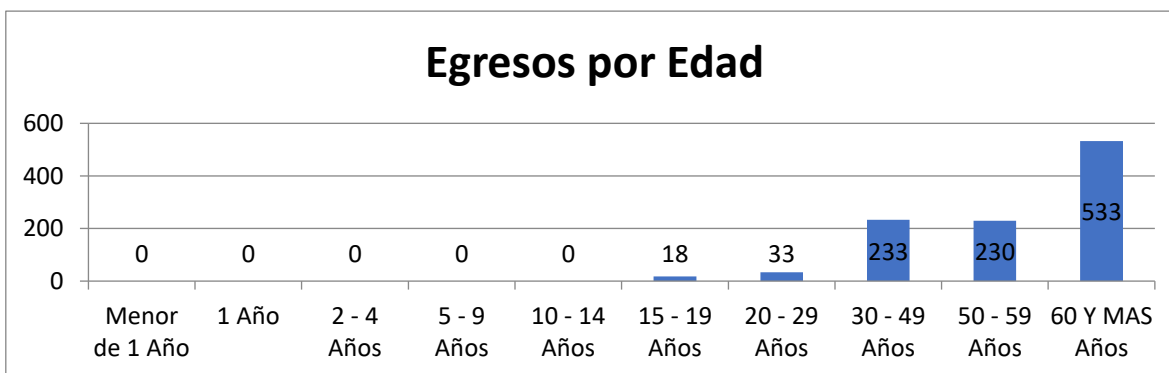 Egresos por Edad
600
400
200
0
0 0 0 0 0 18 33 233 230 533
Menor de 1 Año
1 Año
2 - 4 Años
5 - 9 Años
10 - 14 Años
15 - 19 Años
20 - 29 Años
30 - 49 Años
50 - 59 Años
60 Y MAS Años